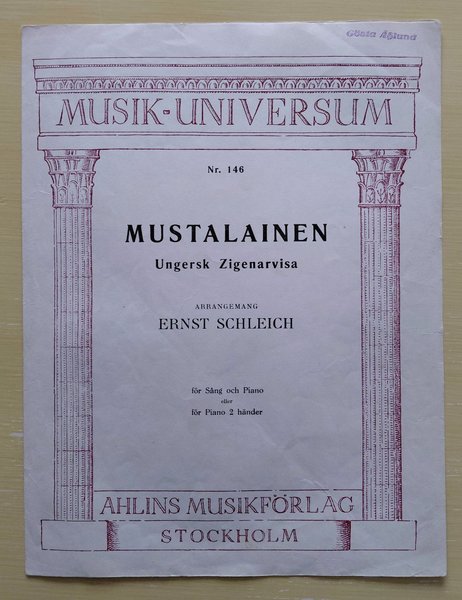 Gösta Åglund
MUSIK-UNIVERSUM
Nr. 146
MUSTALAINEN
Ungersk Zigenarvisa
ARRANGEMANG
ERNST SCHLEICH
för Sång och Piano
eller
för Piano 2 händer
AHLINS MUSIKFÖRLAG
STOCKHOLM